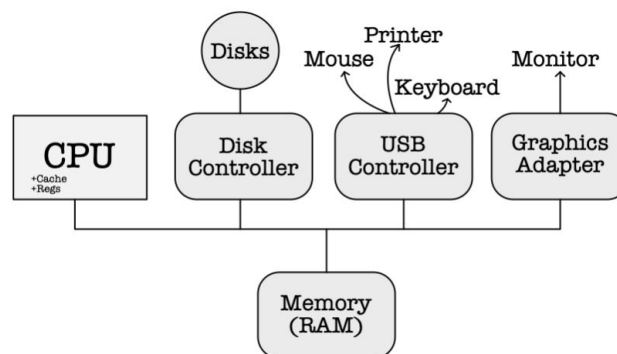 Disks
Mouse
Printer
Keyboard
Monitor
CPU
+Cache
+Regs
Disk
Controller
USB
Controller
Graphics
Adapter
Memory
(RAM)